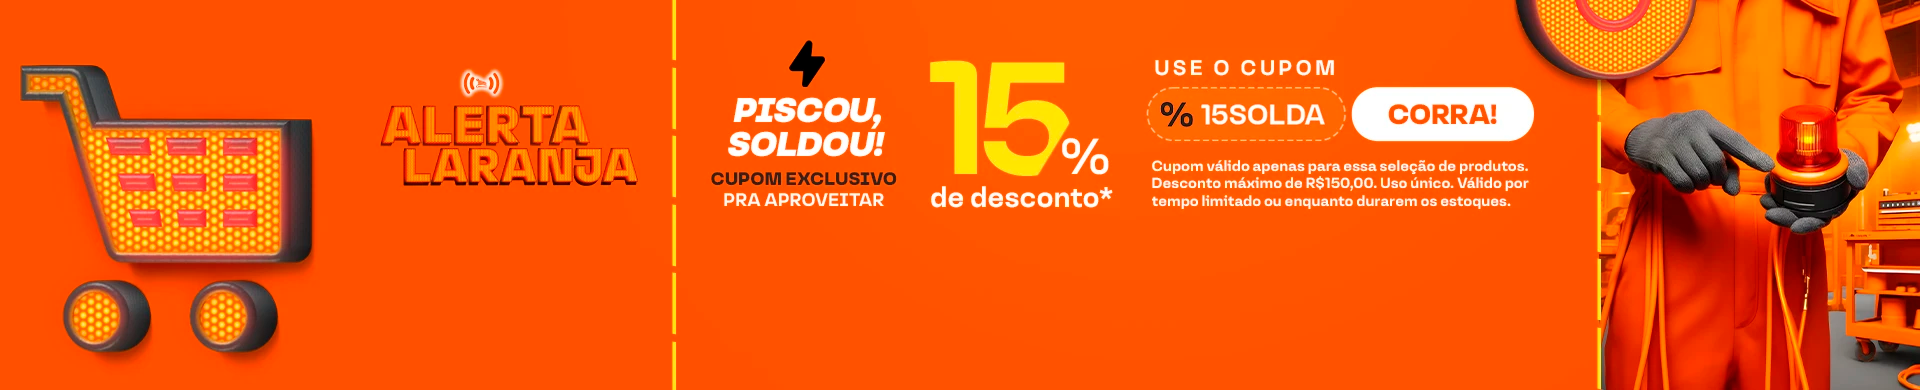 ALERTA
LARANJA
PISCOU,
SOLDOU!
CUPOM EXCLUSIVO
PRA APROVEITAR
15%
de desconto*
USE O CUPOM
% 15SOLDA
CORRA!
Cupom válido apenas para essa seleção de produtos.
Desconto máximo de R$150,00. Uso único. Válido por
tempo limitado ou enquanto durarem os estoques.